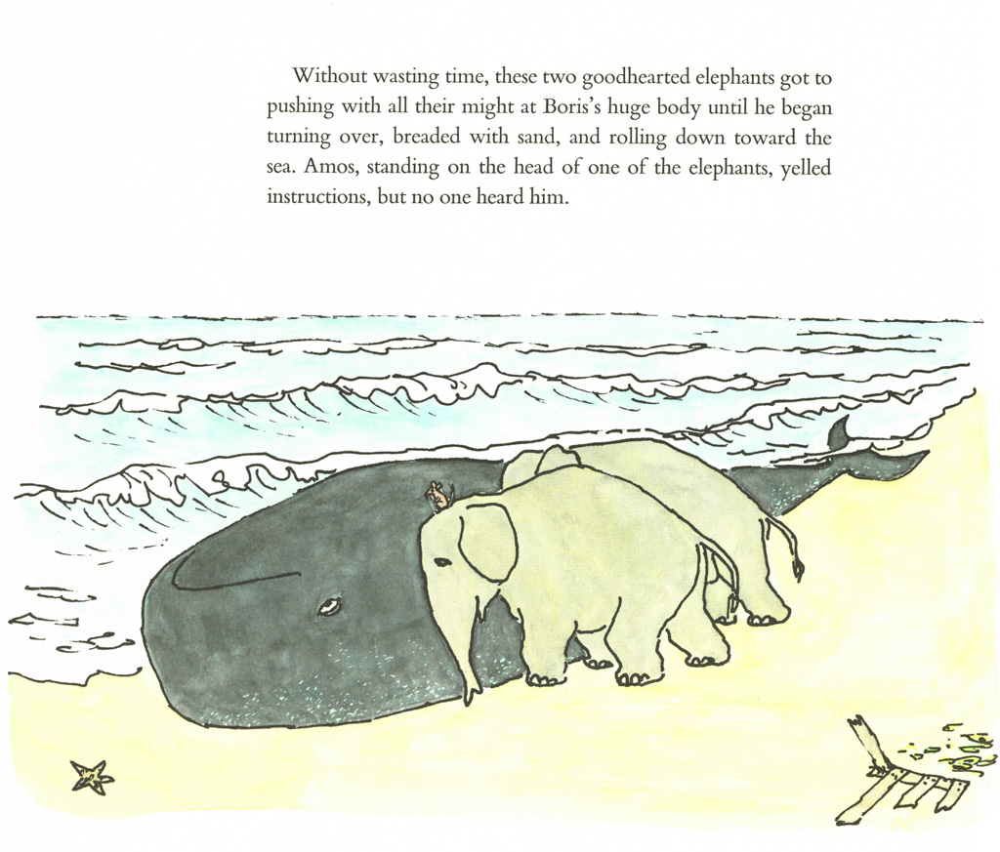 Without wasting time, these two goodhearted elephants got to
pushing with all their might at Boris’s huge body until he began
turning over, breaded with sand, and rolling down toward the
sea. Amos, standing on the head of one of the elephants, yelled
instructions, but no one heard him.